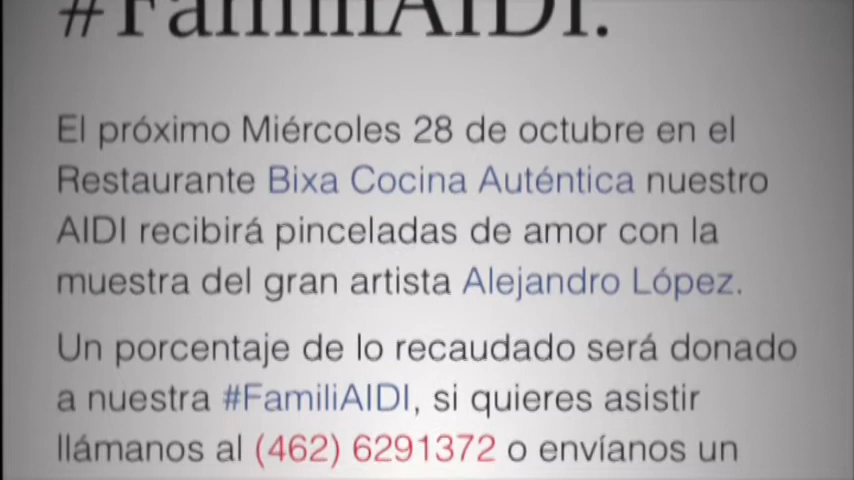 #FamiliAIDI.
El próximo Miércoles 28 de octubre en el
Restaurante Bixa Cocina Auténtica nuestro
AIDI recibirá pinceladas de amor con la
muestra del gran artista Alejandro López.
Un porcentaje de lo recaudado será donado
a nuestra #FamiliAIDI, si quieres asistir
llámanos al (462) 6291372 o envíanos un